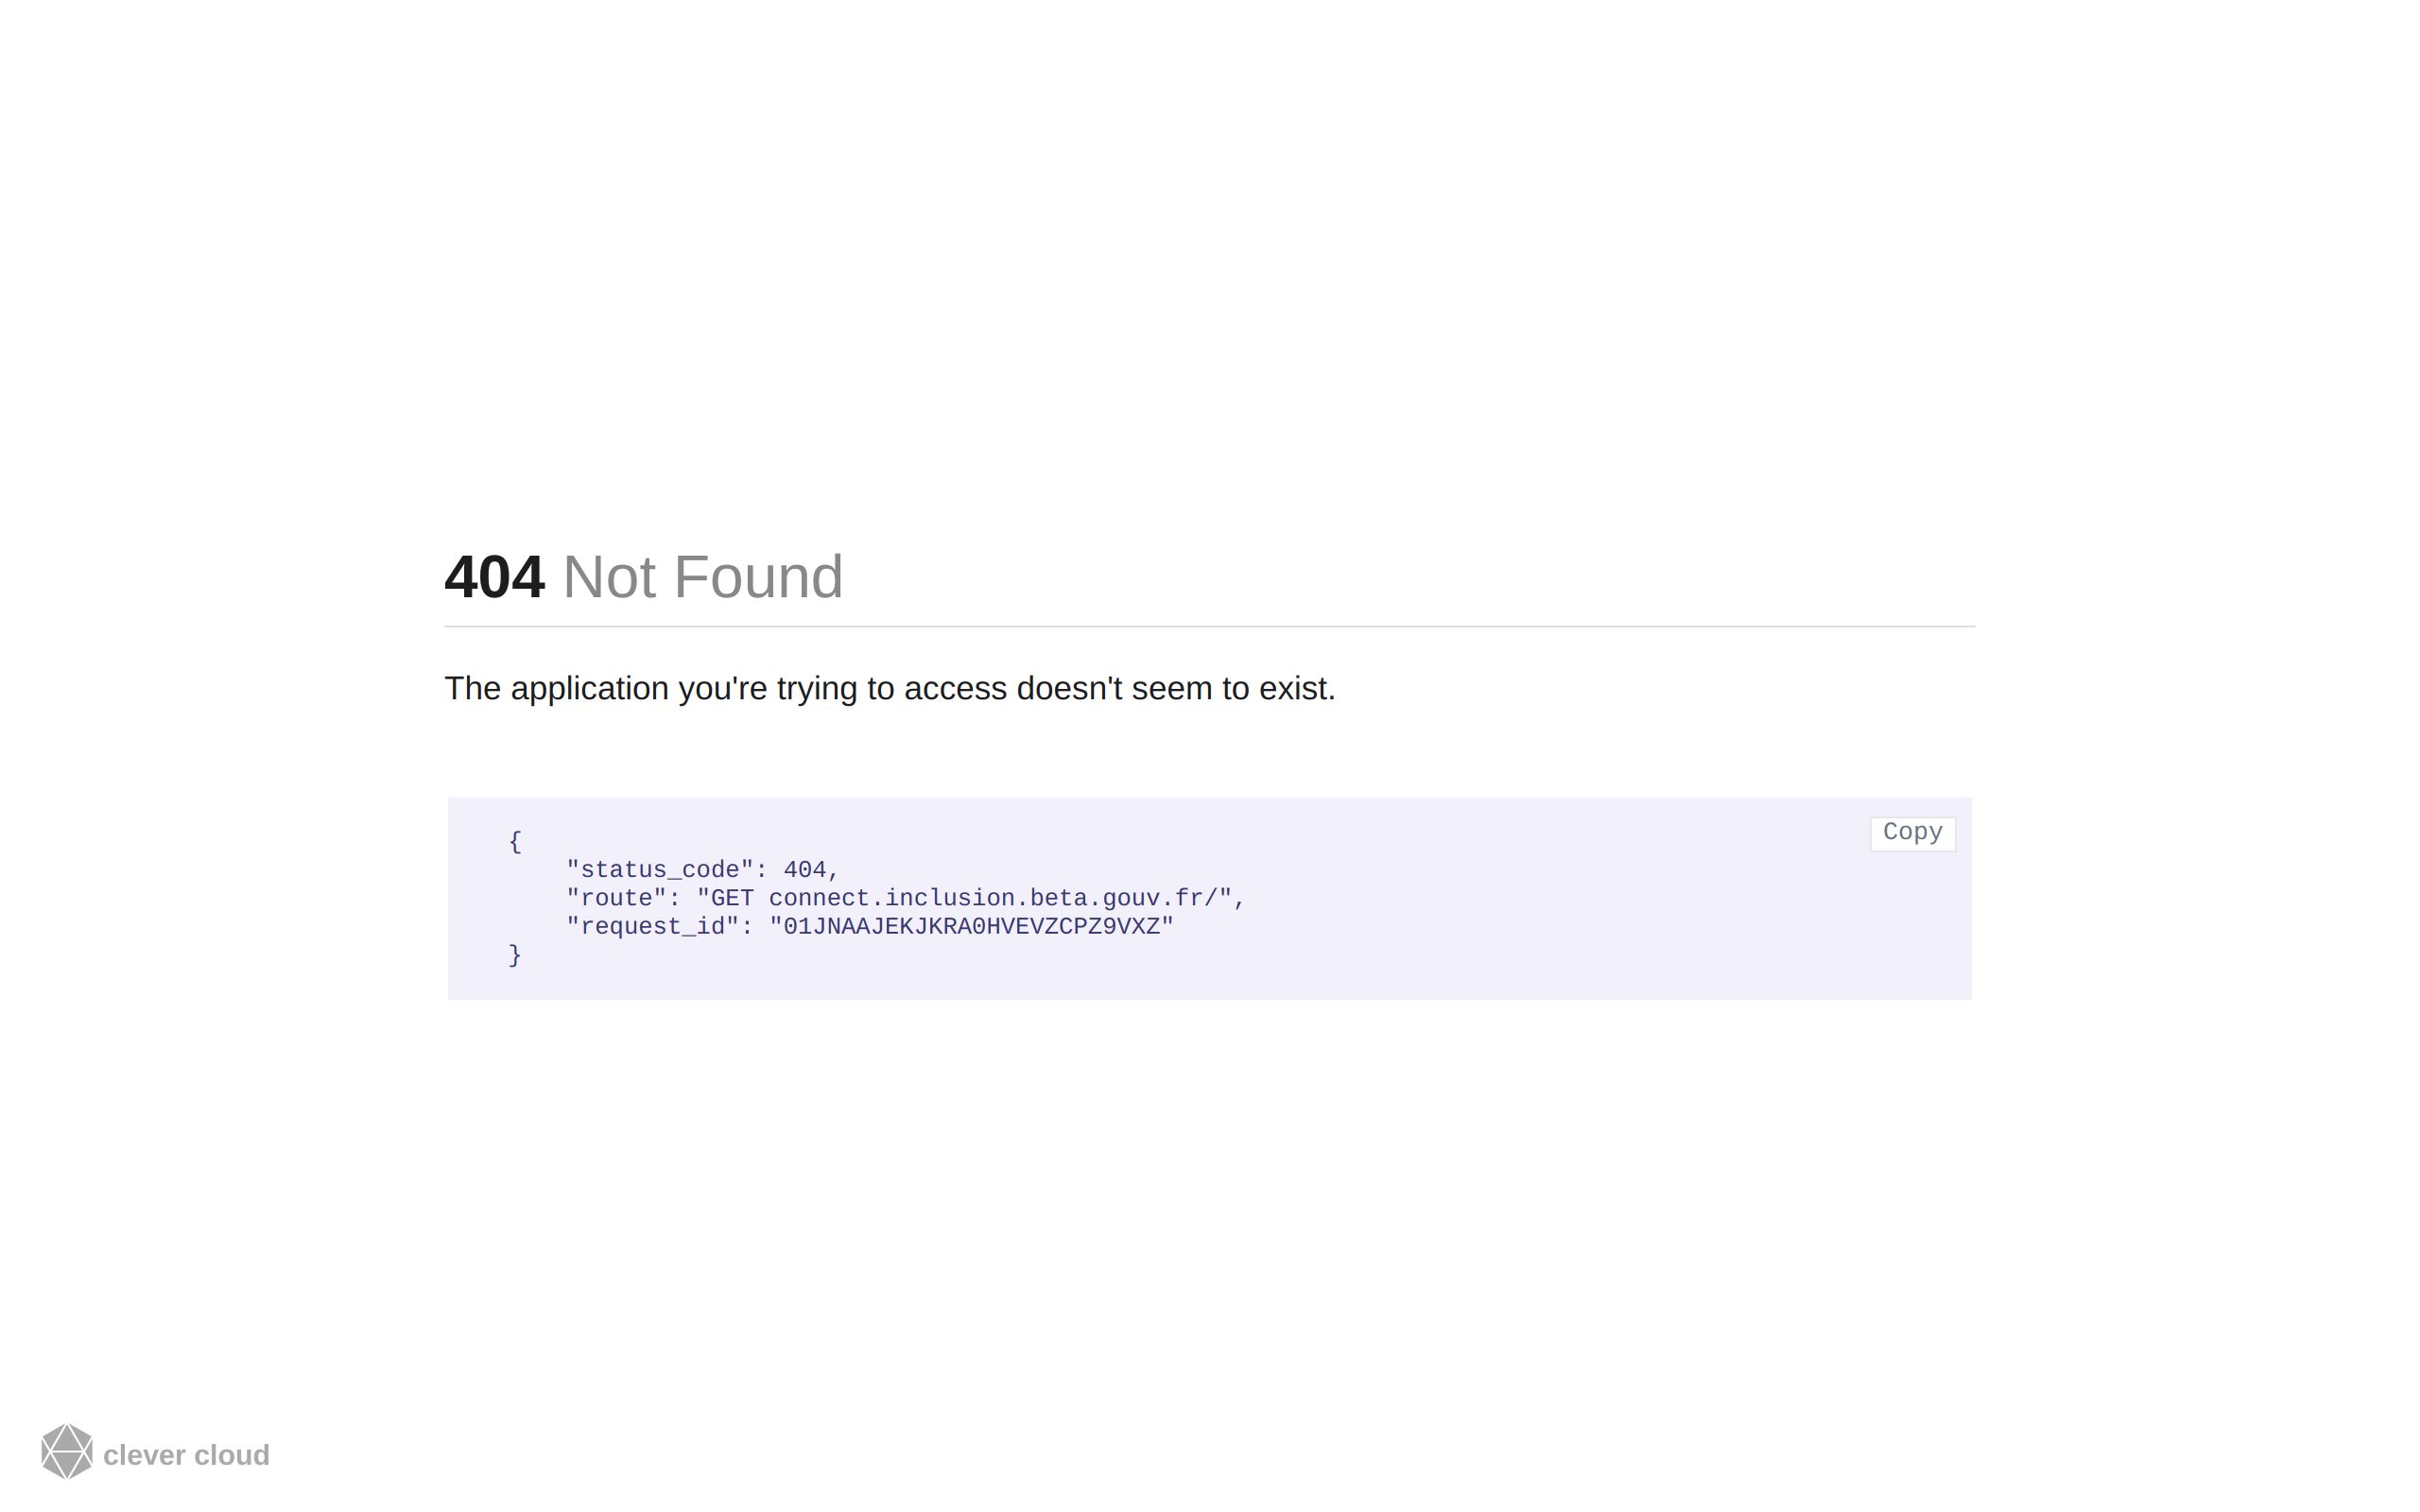 404 Not Found
The application you're trying to access doesn't seem to exist.
Copy
{
    "status_code": 404,
    "route": "GET connect.inclusion.beta.gouv.fr/",
    "request_id": "01JNAAJEKJKRA0HVEVZCPZ9VXZ"
}
clever cloud